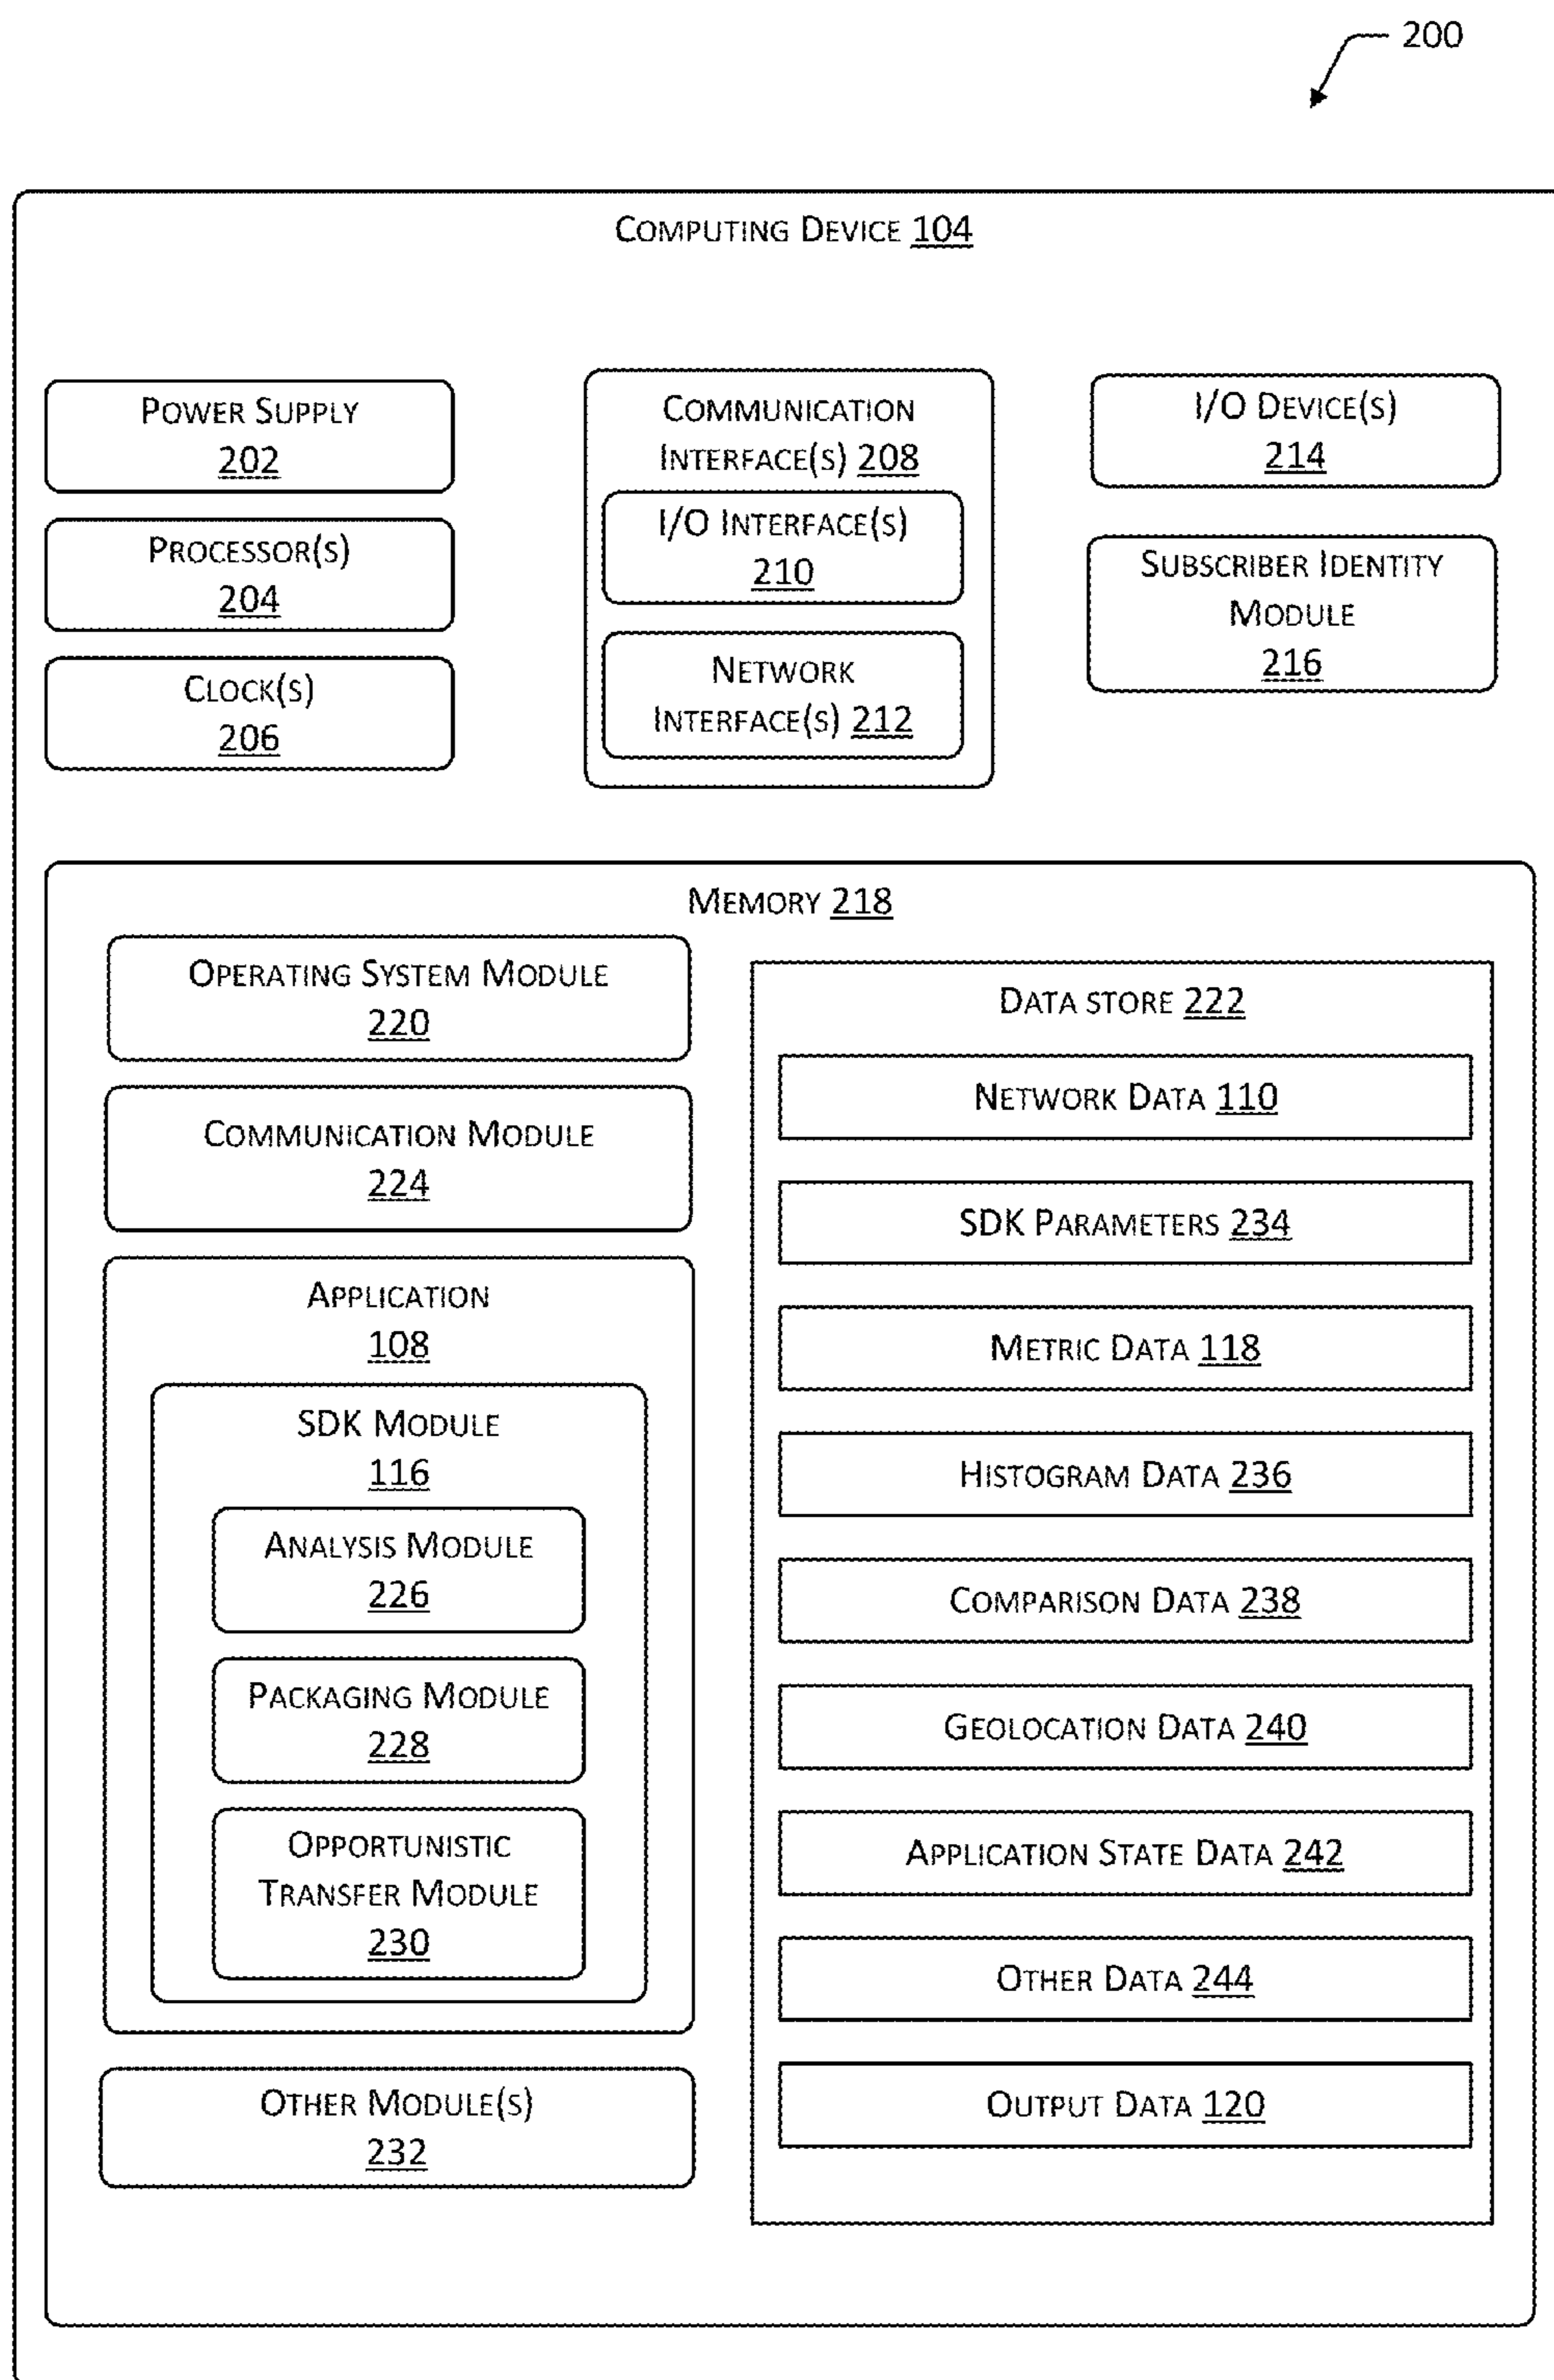 200
COMPUTING DEVICE 104
POWER SUPPLY
202
PROCESSOR(S)
204
CLOCK(S)
206
COMMUNICATION
INTERFACE(S) 208
I/O INTERFACE(S)
210
NETWORK
INTERFACE(S) 212
I/O DEVICE(S)
214
SUBSCRIBER IDENTITY
MODULE
216
MEMORY 218
OPERATING SYSTEM MODULE
220
COMMUNICATION MODULE
224
APPLICATION
108
SDK MODULE
116
ANALYSIS MODULE
226
PACKAGING MODULE
228
OPPORTUNISTIC
TRANSFER MODULE
230
OTHER MODULE(S)
232
DATA STORE 222
NETWORK DATA 110
SDK PARAMETERS 234
METRIC DATA 118
HISTOGRAM DATA 236
COMPARISON DATA 238
GEOLOCATION DATA 240
APPLICATION STATE DATA 242
OTHER DATA 244
OUTPUT DATA 120